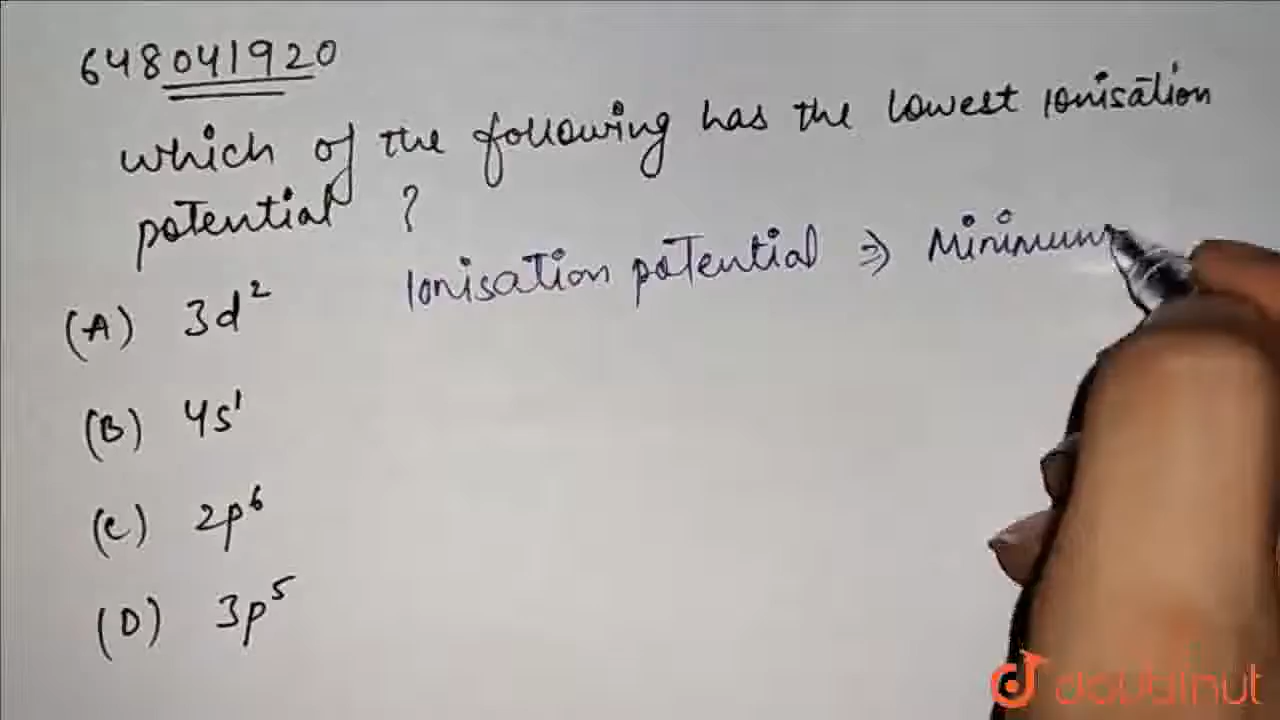 648041920
which of the following has the lowest ionisation
potential ?
Ionisation potential ⇒ Minimum
(A) 3d²
(B) 4s¹
(C) 2p⁶
(D) 3p⁵
doubtnut